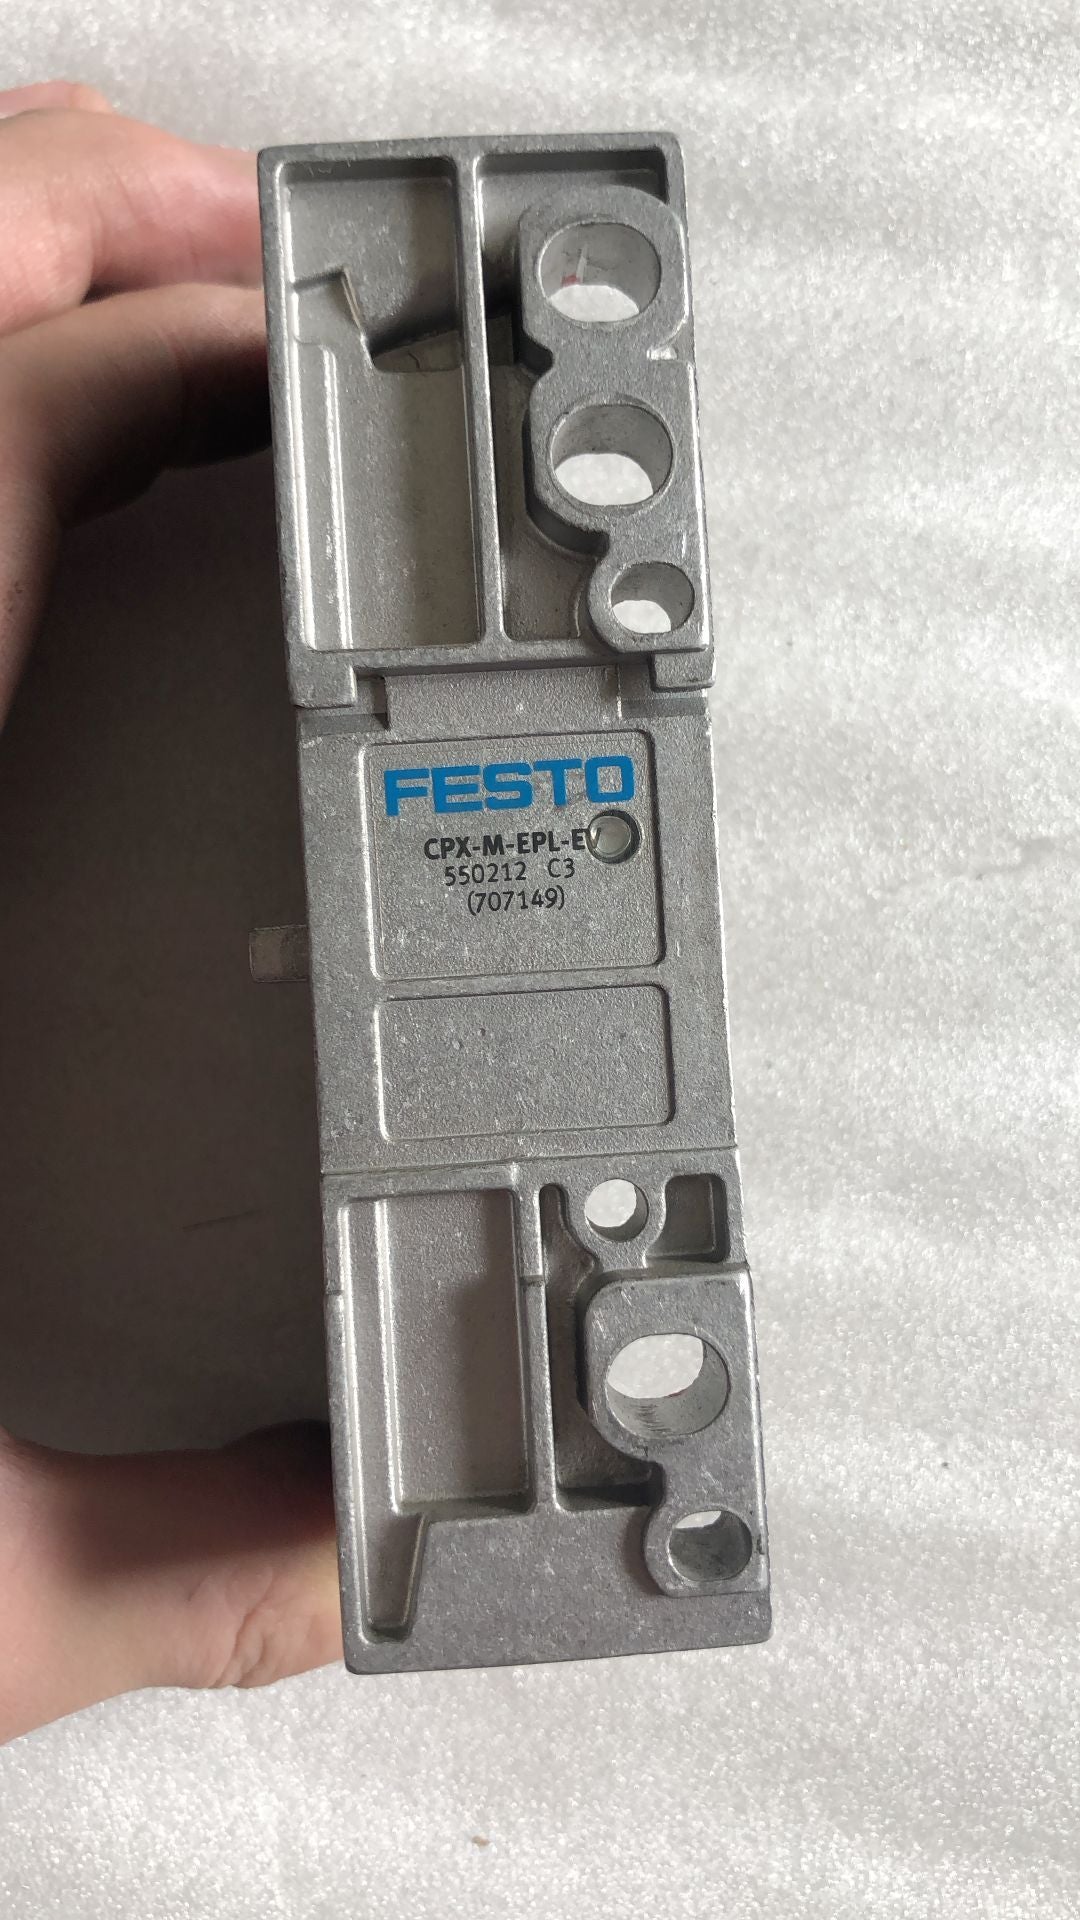 FESTO
CPX-M-EPL-EV
550212 C3
(707149)